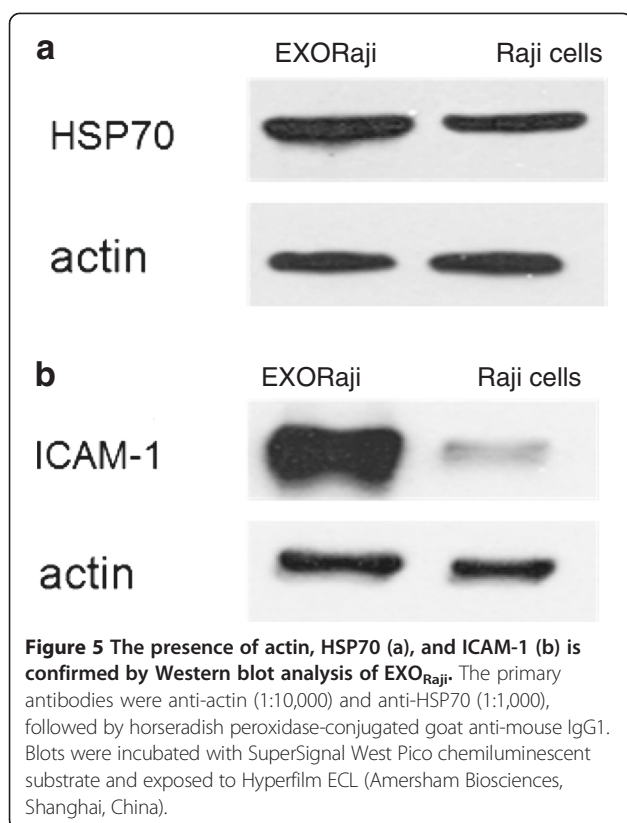 a
EXORaji Raji cells
HSP70
actin
b
EXORaji Raji cells
ICAM-1
actin
Figure 5 The presence of actin, HSP70 (a), and ICAM-1 (b) is
confirmed by Western blot analysis of EXORaji. The primary
antibodies were anti-actin (1:10,000) and anti-HSP70 (1:1,000),
followed by horseradish peroxidase-conjugated goat anti-mouse IgG1.
Blots were incubated with SuperSignal West Pico chemiluminescent
substrate and exposed to Hyperfilm ECL (Amersham Biosciences,
Shanghai, China).